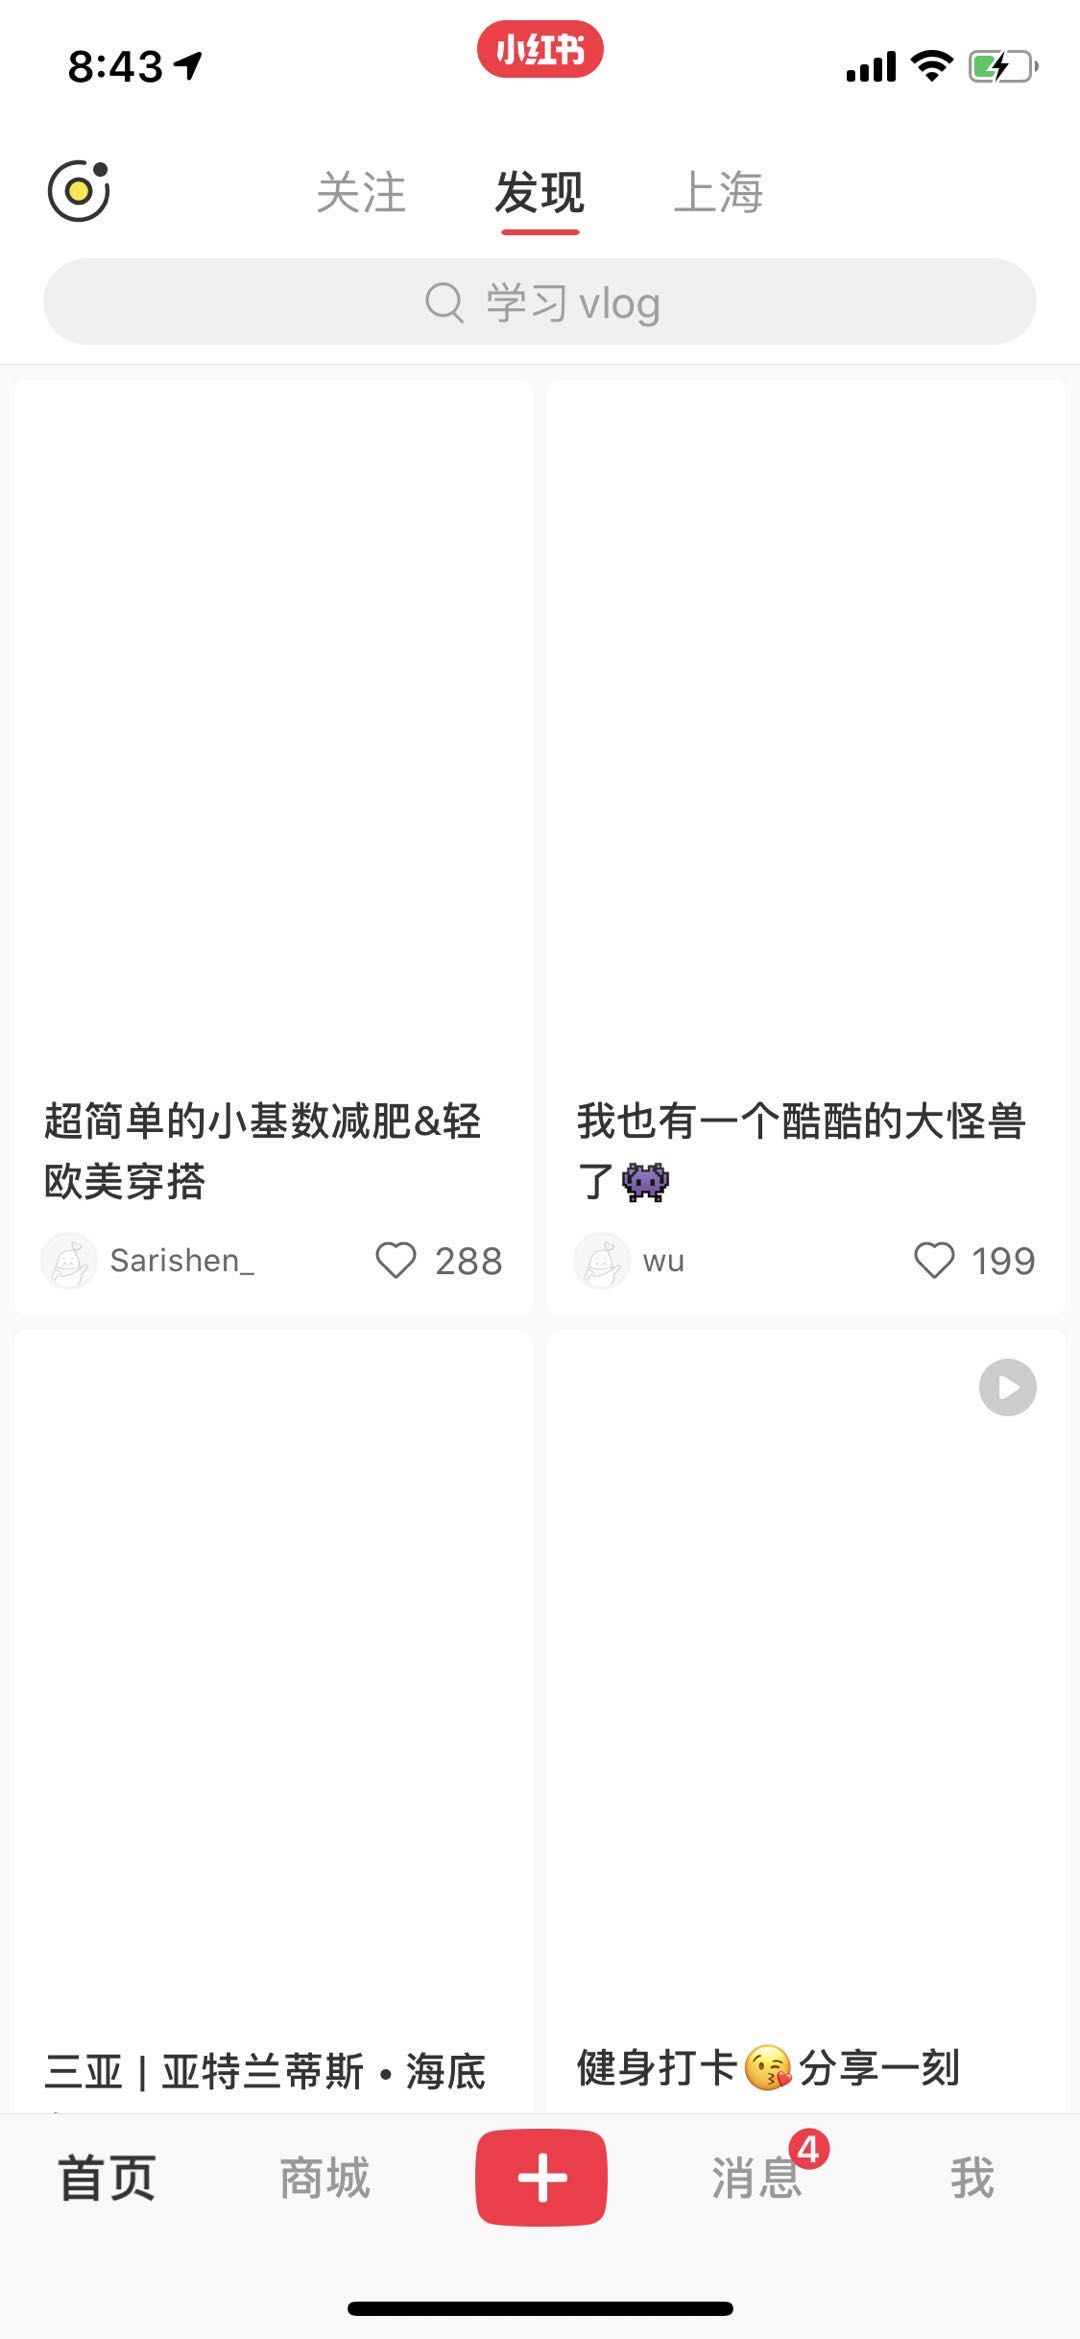 8:43
小红书
关注 发现 上海
学习 vlog
超简单的小基数减肥&轻
欧美穿搭
Sarishen_ 288
我也有一个酷酷的大怪兽
了👾
wu 199
三亚 | 亚特兰蒂斯 • 海底
健身打卡😘分享一刻
首页 商城 消息 4 我